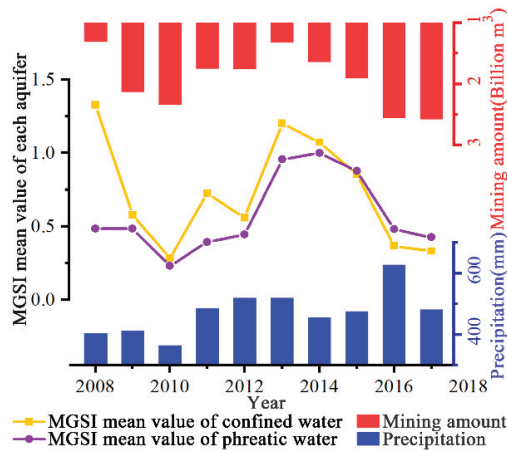 MGSI mean value of each aquifer
1.5
1.0
0.5
0.0
1
2
3
Mining amount(Billion m³)
600
400
Precipitation(mm)
2008 2010 2012 2014 2016 2018
Year
MGSI mean value of confined water Mining amount
MGSI mean value of phreatic water Precipitation